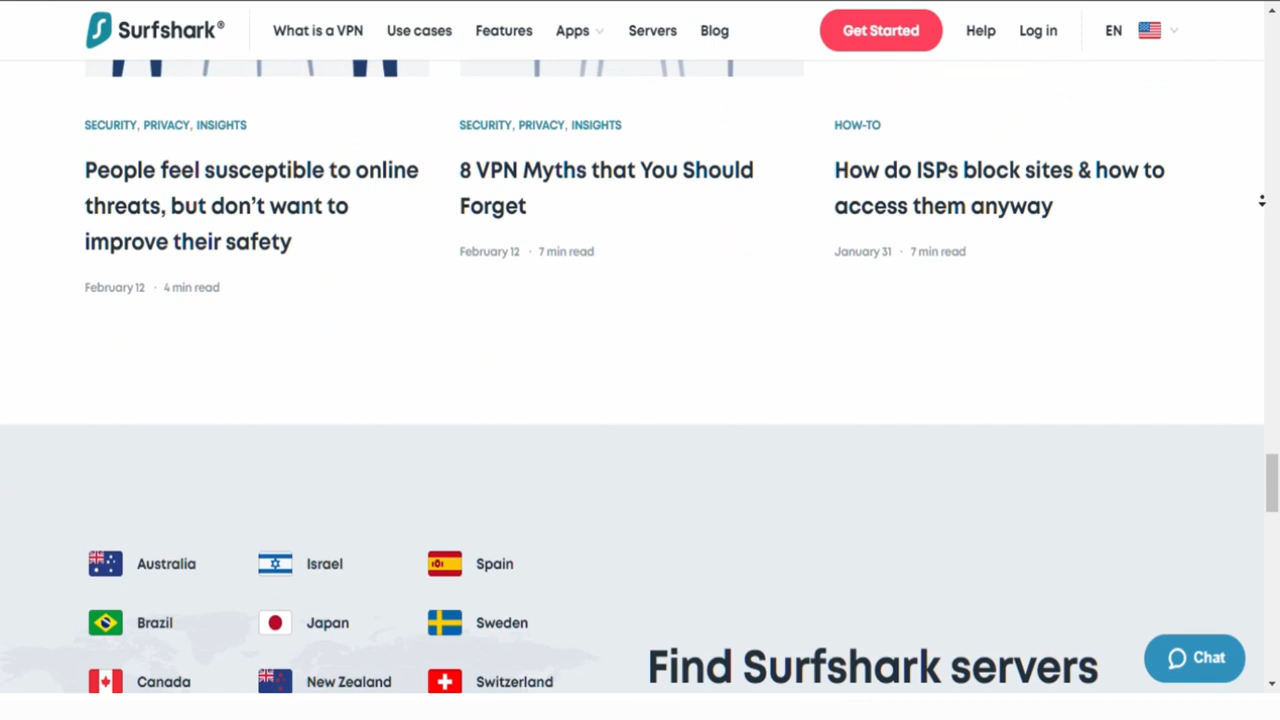 Surfshark®
What is a VPN
Use cases
Features
Apps
Servers
Blog
Get Started
Help
Log in
EN
SECURITY, PRIVACY, INSIGHTS
People feel susceptible to online
threats, but don't want to
improve their safety
February 12 · 4 min read
SECURITY, PRIVACY, INSIGHTS
8 VPN Myths that You Should
Forget
February 12 · 7 min read
HOW-TO
How do ISPs block sites & how to
access them anyway
January 31 · 7 min read
Australia
Israel
Spain
Brazil
Japan
Sweden
Canada
New Zealand
Switzerland
Find Surfshark servers
Chat